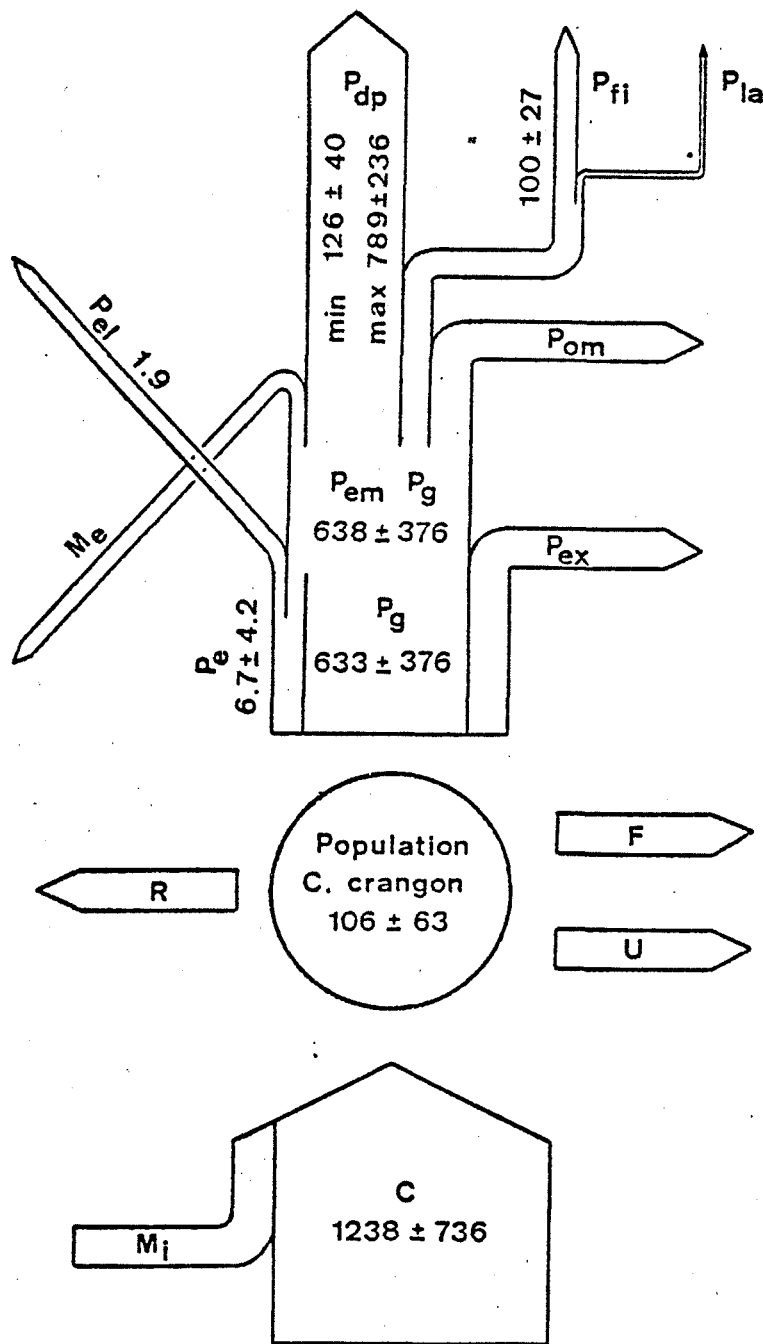 P_dp
min 126 ± 40
max 789±236
100 ± 27
P_fi
P_la
P_el 1.9
P_om
M_e
P_em P_g
638 ± 376
P_ex
P_e
6.7± 4.2
P_g
633 ± 376
Population
C. crangon
106 ± 63
F
R
U
C
1238 ± 736
M_i